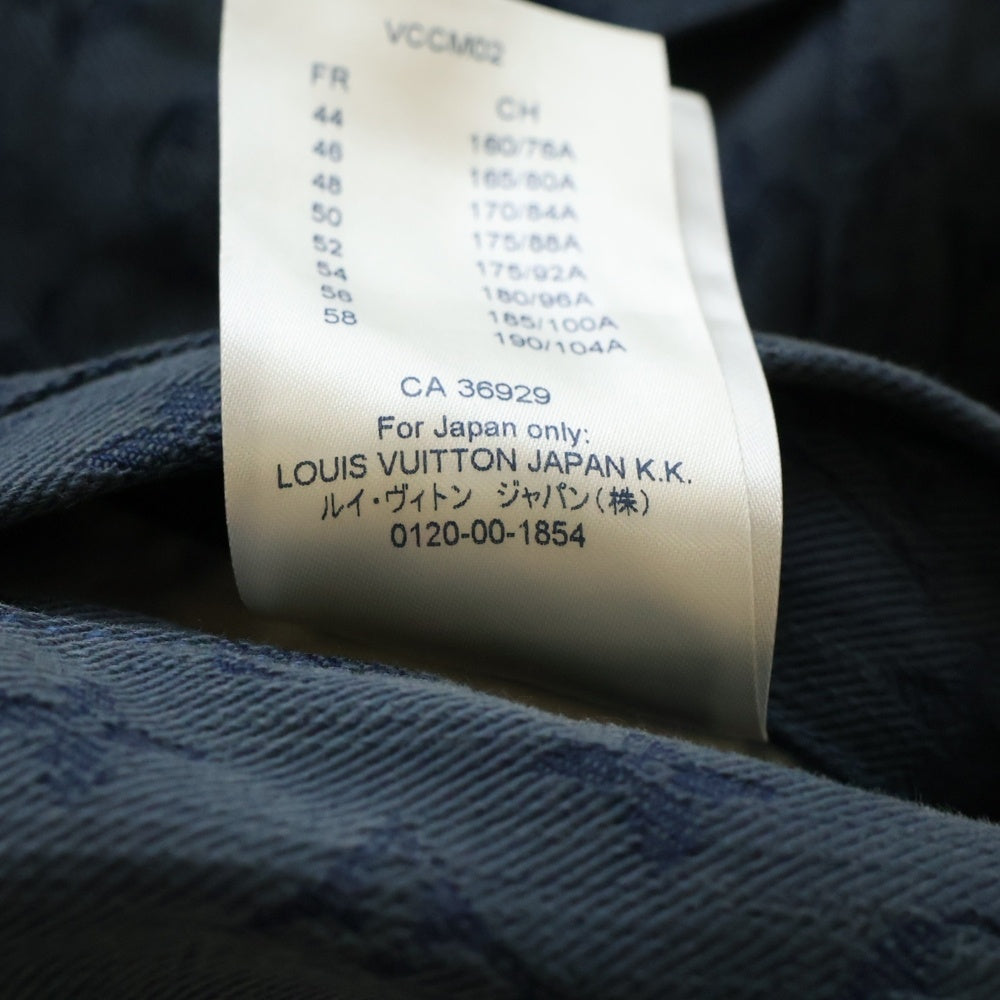 VCCM02
FR CH
44 160/76A
46 165/80A
48 170/84A
50 175/88A
52 175/92A
54 180/96A
56 185/100A
58 190/104A
CA 36929
For Japan only:
LOUIS VUITTON JAPAN K.K.
ルイ・ヴィトン ジャパン(株)
0120-00-1854